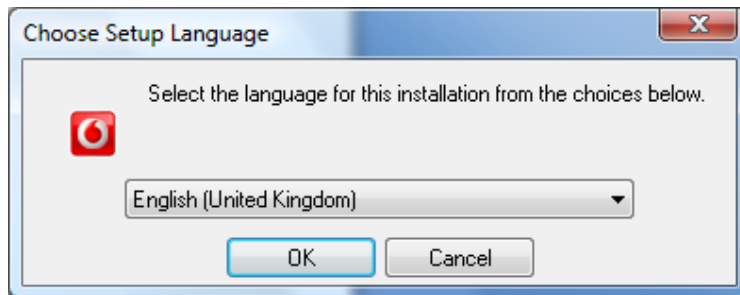 Choose Setup Language
Select the language for this installation from the choices below.
English (United Kingdom)
OK
Cancel